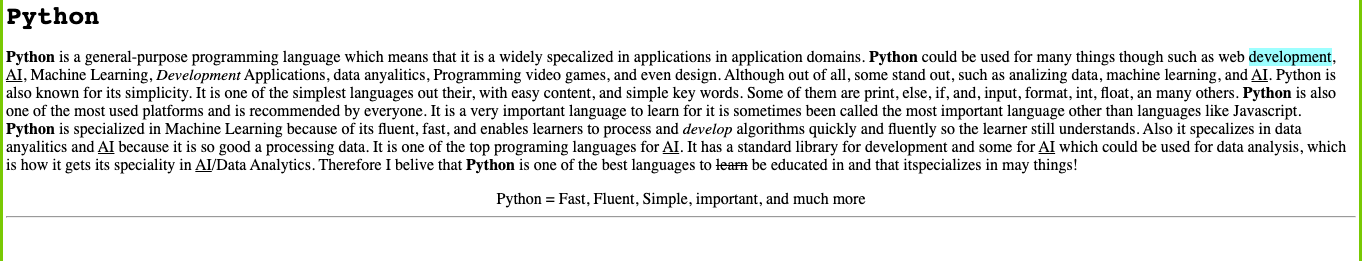 Python
Python is a general-purpose programming language which means that it is a widely specalized in applications in application domains. Python could be used for many things though such as web development,
AI, Machine Learning, Development Applications, data anyalitics, Programming video games, and even design. Although out of all, some stand out, such as analizing data, machine learning, and AI. Python is
also known for its simplicity. It is one of the simplest languages out their, with easy content, and simple key words. Some of them are print, else, if, and, input, format, int, float, an many others. Python is also
one of the most used platforms and is recommended by everyone. It is a very important language to learn for it is sometimes been called the most important language other than languages like Javascript.
Python is specialized in Machine Learning because of its fluent, fast, and enables learners to process and develop algorithms quickly and fluently so the learner still understands. Also it specalizes in data
anyalitics and AI because it is so good a processing data. It is one of the top programing languages for AI. It has a standard library for development and some for AI which could be used for data analysis, which
is how it gets its speciality in AI/Data Analytics. Therefore I belive that Python is one of the best languages to learn be educated in and that itspecializes in may things!
Python = Fast, Fluent, Simple, important, and much more